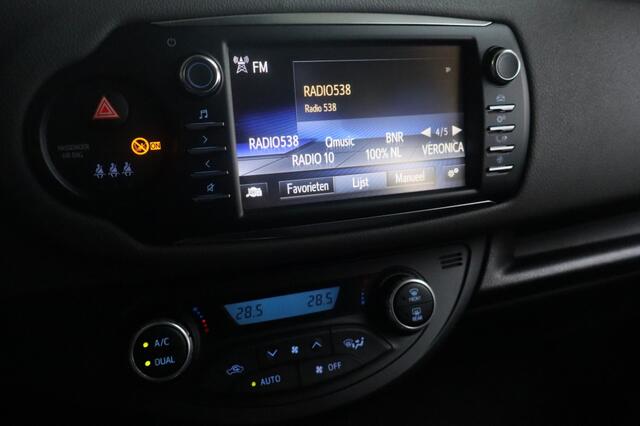 FM
RADIO538
TP
Radio 538
PASSENGER
AIR BAG
ON
RADIO538 Qmusic BNR 4/5
RADIO 10 100% NL VERONICA
Favorieten Lijst Manueel
28.5 28.5
FRONT
REAR
A/C
DUAL
AUTO
OFF